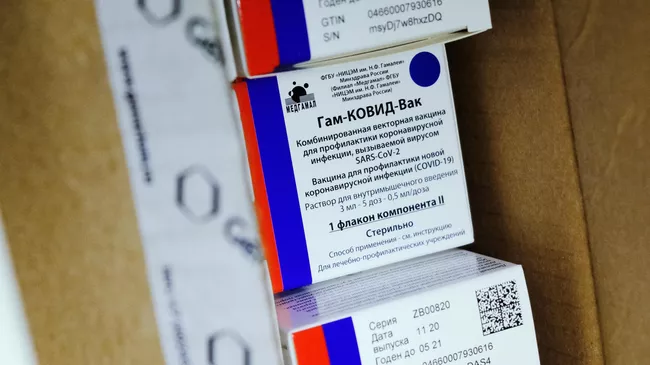 Годен до
GTIN 04660007930616
S/N msyDj7w8hxzDQ
ФГБУ «НИЦЭМ им. Н.Ф. Гамалеи»
Минздрава России
(Филиал «Медгамал» ФГБУ
«НИЦЭМ им. Н.Ф. Гамалеи»
Минздрава России)
МЕДГАМАЛ
Гам-КОВИД-Вак
Комбинированная векторная вакцина
для профилактики коронавирусной
инфекции, вызываемой вирусом
SARS-CoV-2
Вакцина для профилактики новой
коронавирусной инфекции (COVID-19)
Раствор для внутримышечного введения
3 мл - 5 доз - 0,5 мл/доза
1 флакон компонента II
Стерильно
Способ применения - см. инструкцию
Для лечебно-профилактических учреждений
Серия ZB00820
Дата
выпуска 11 20
Годен до 05 21
04660007930616
DAS4